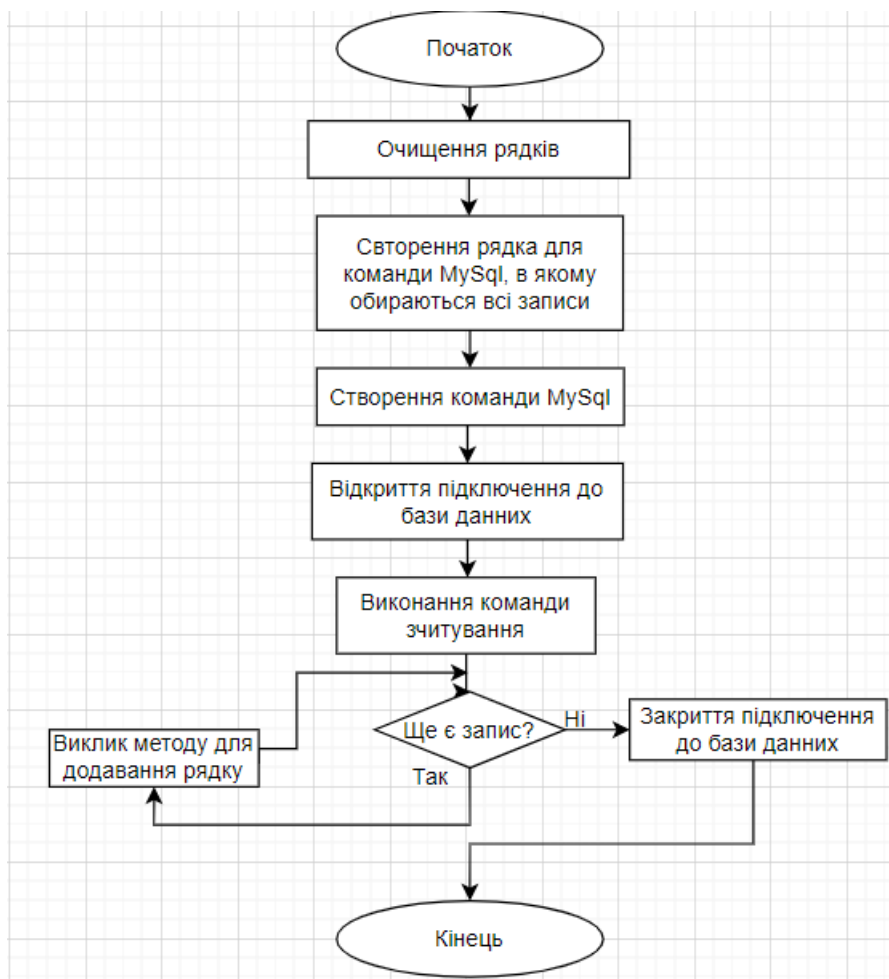 Початок
Очищення рядків
Свторення рядка для
команди MySql, в якому
обираються всі записи
Створення команди MySql
Відкриття підключення до
бази данних
Виконання команди
зчитування
Ще є запис?
Ні
Закриття підключення
до бази данних
Так
Виклик методу для
додавання рядку
Кінець